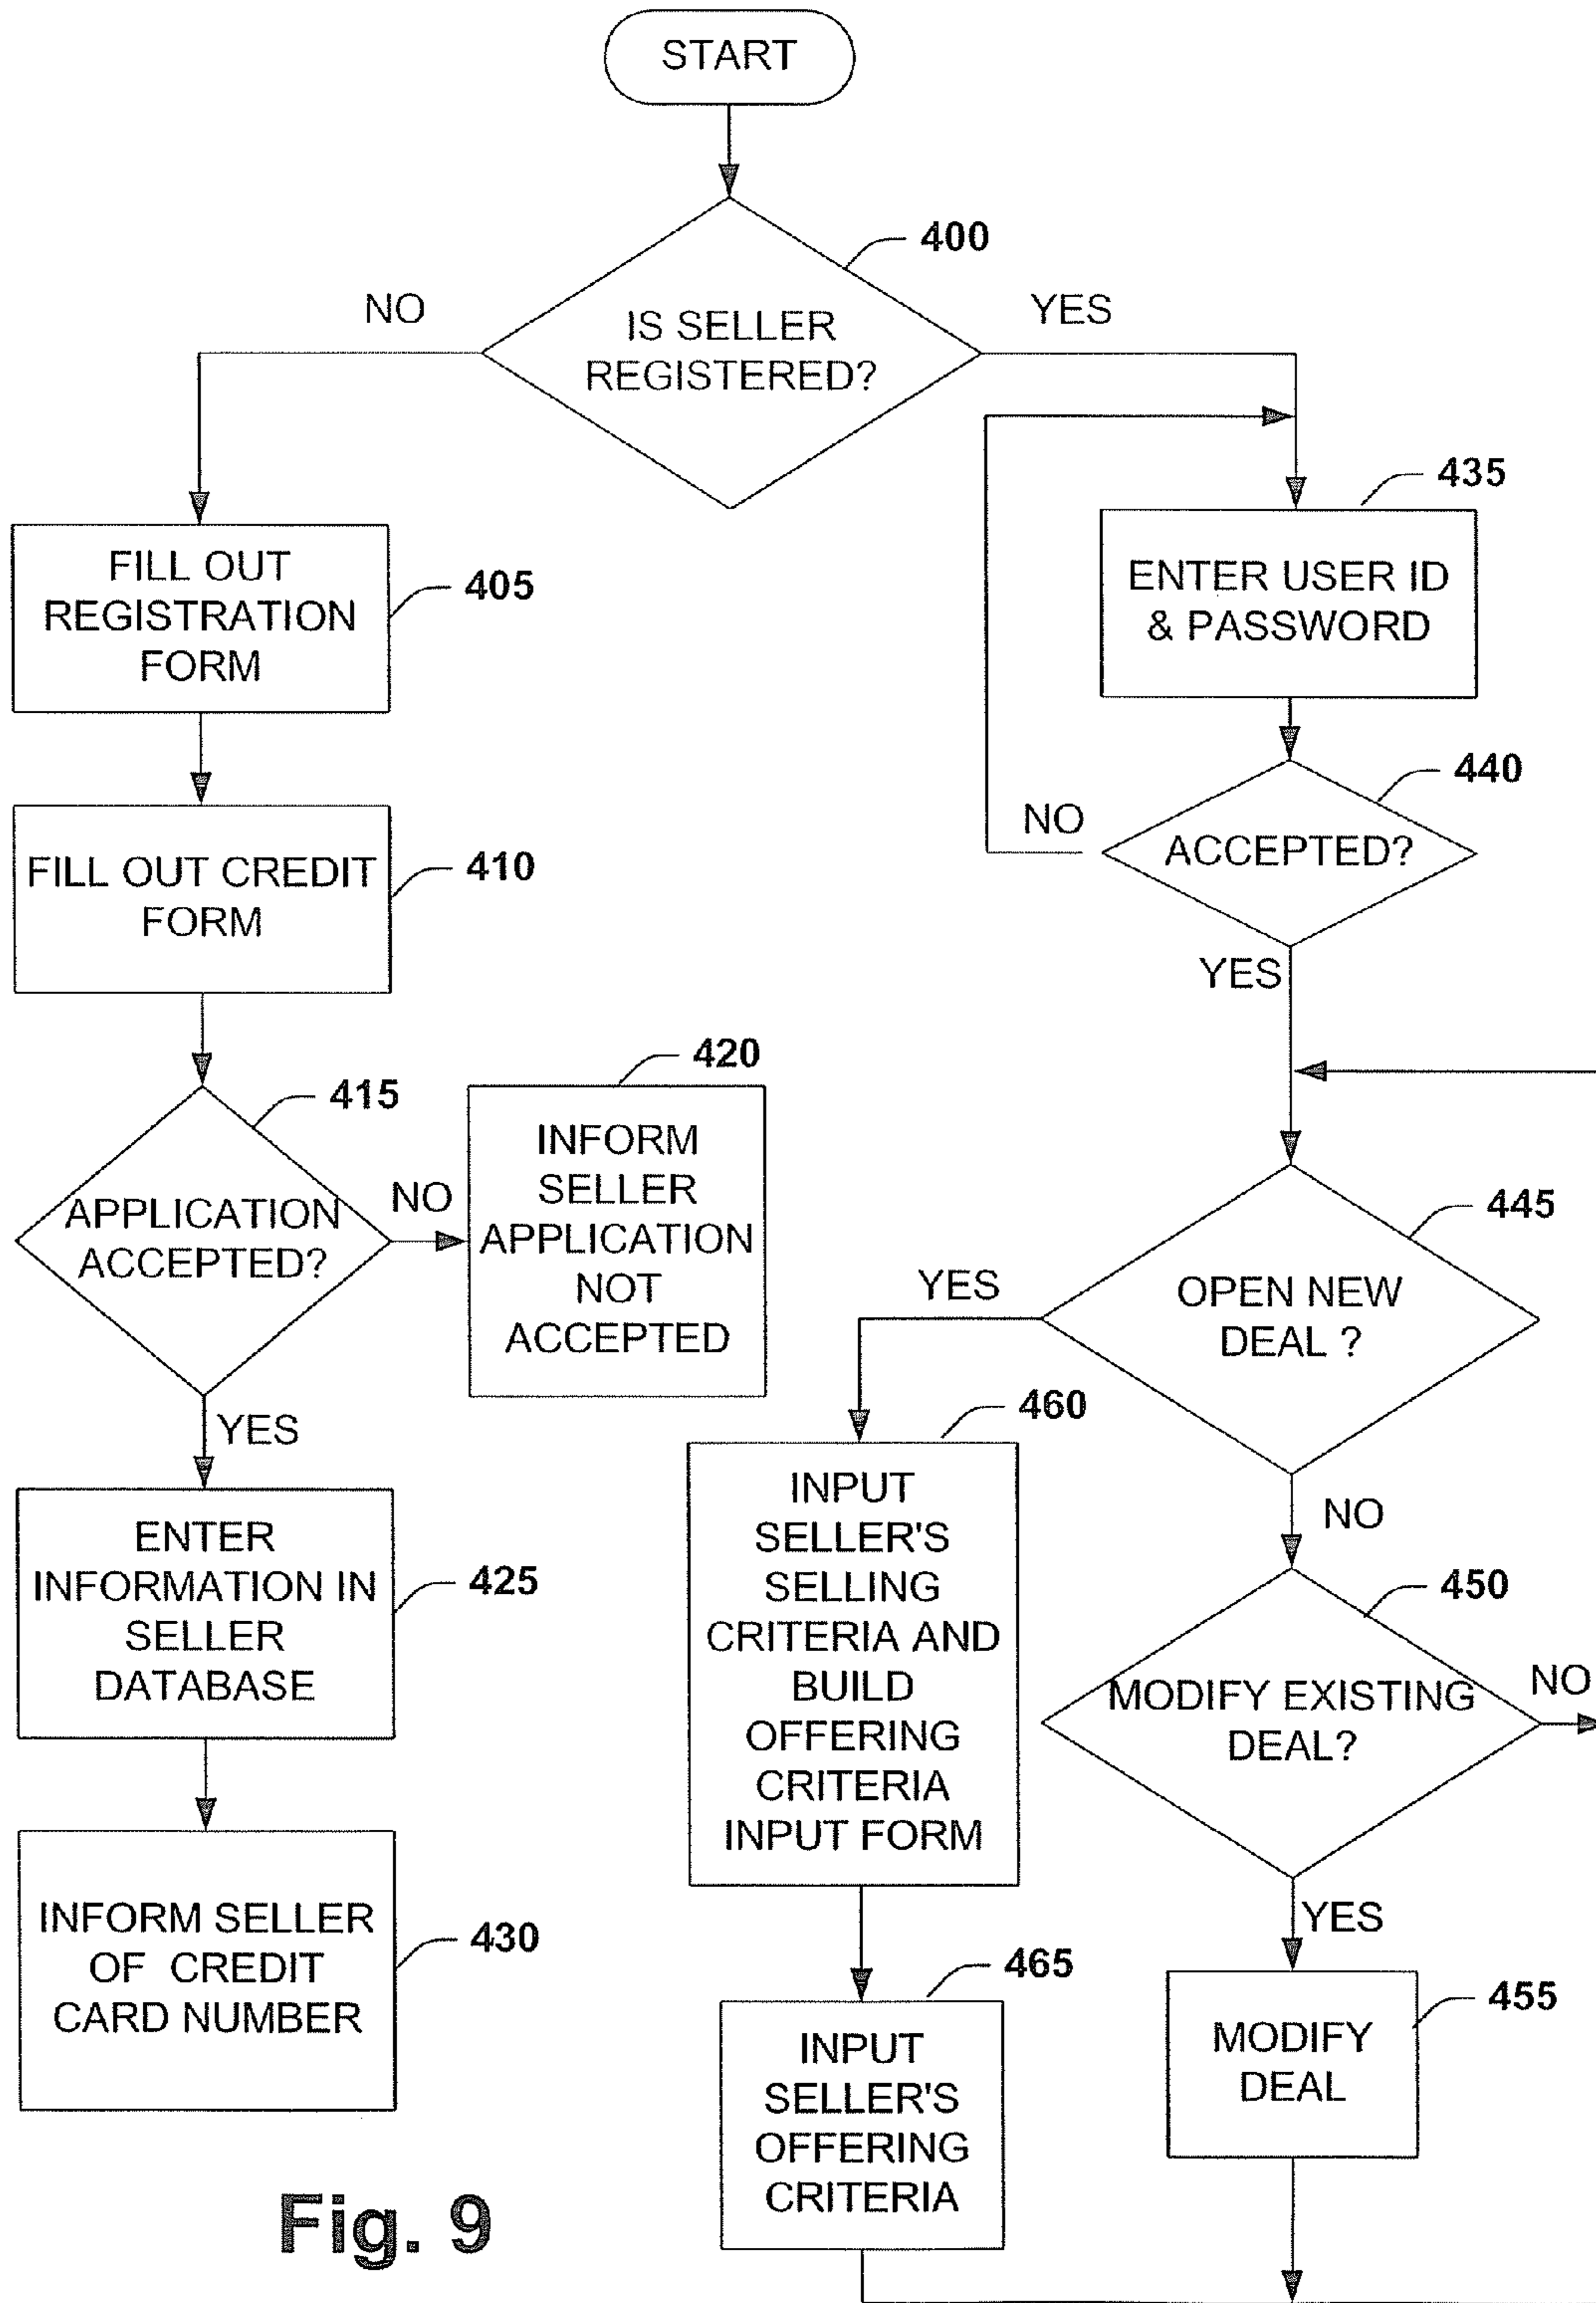 START
400
NO
YES
IS SELLER
REGISTERED?
435
FILL OUT
REGISTRATION
FORM
405
ENTER USER ID
& PASSWORD
440
NO
ACCEPTED?
FILL OUT CREDIT
FORM
410
YES
420
415
INFORM
SELLER
APPLICATION
NOT
ACCEPTED
NO
APPLICATION
ACCEPTED?
445
YES
OPEN NEW
DEAL ?
460
YES
INPUT
SELLER'S
SELLING
CRITERIA AND
BUILD
OFFERING
CRITERIA
INPUT FORM
NO
ENTER
INFORMATION IN
SELLER
DATABASE
425
450
NO
MODIFY EXISTING
DEAL?
INFORM SELLER
OF CREDIT
CARD NUMBER
430
YES
465
455
MODIFY
DEAL
INPUT
SELLER'S
OFFERING
CRITERIA
Fig. 9